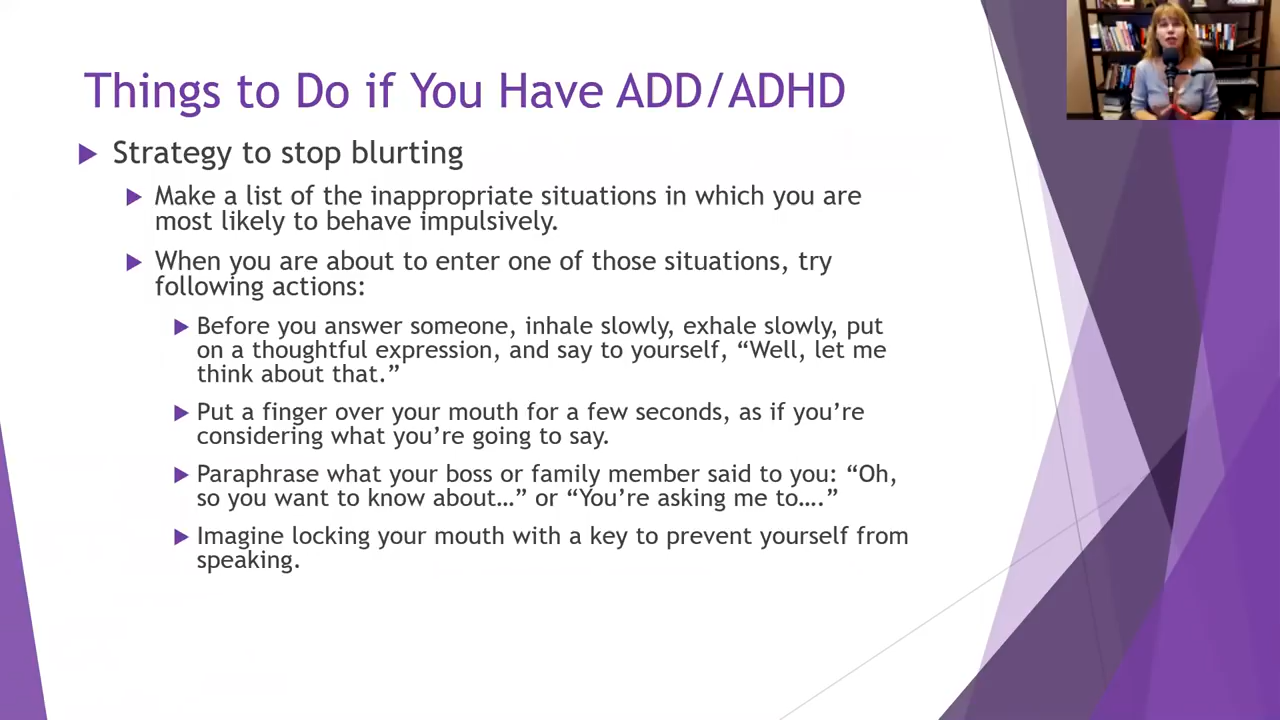 Things to Do if You Have ADD/ADHD
Strategy to stop blurting
Make a list of the inappropriate situations in which you are
most likely to behave impulsively.
When you are about to enter one of those situations, try
following actions:
Before you answer someone, inhale slowly, exhale slowly, put
on a thoughtful expression, and say to yourself, “Well, let me
think about that.”
Put a finger over your mouth for a few seconds, as if you’re
considering what you’re going to say.
Paraphrase what your boss or family member said to you: “Oh,
so you want to know about…” or “You’re asking me to….”
Imagine locking your mouth with a key to prevent yourself from
speaking.